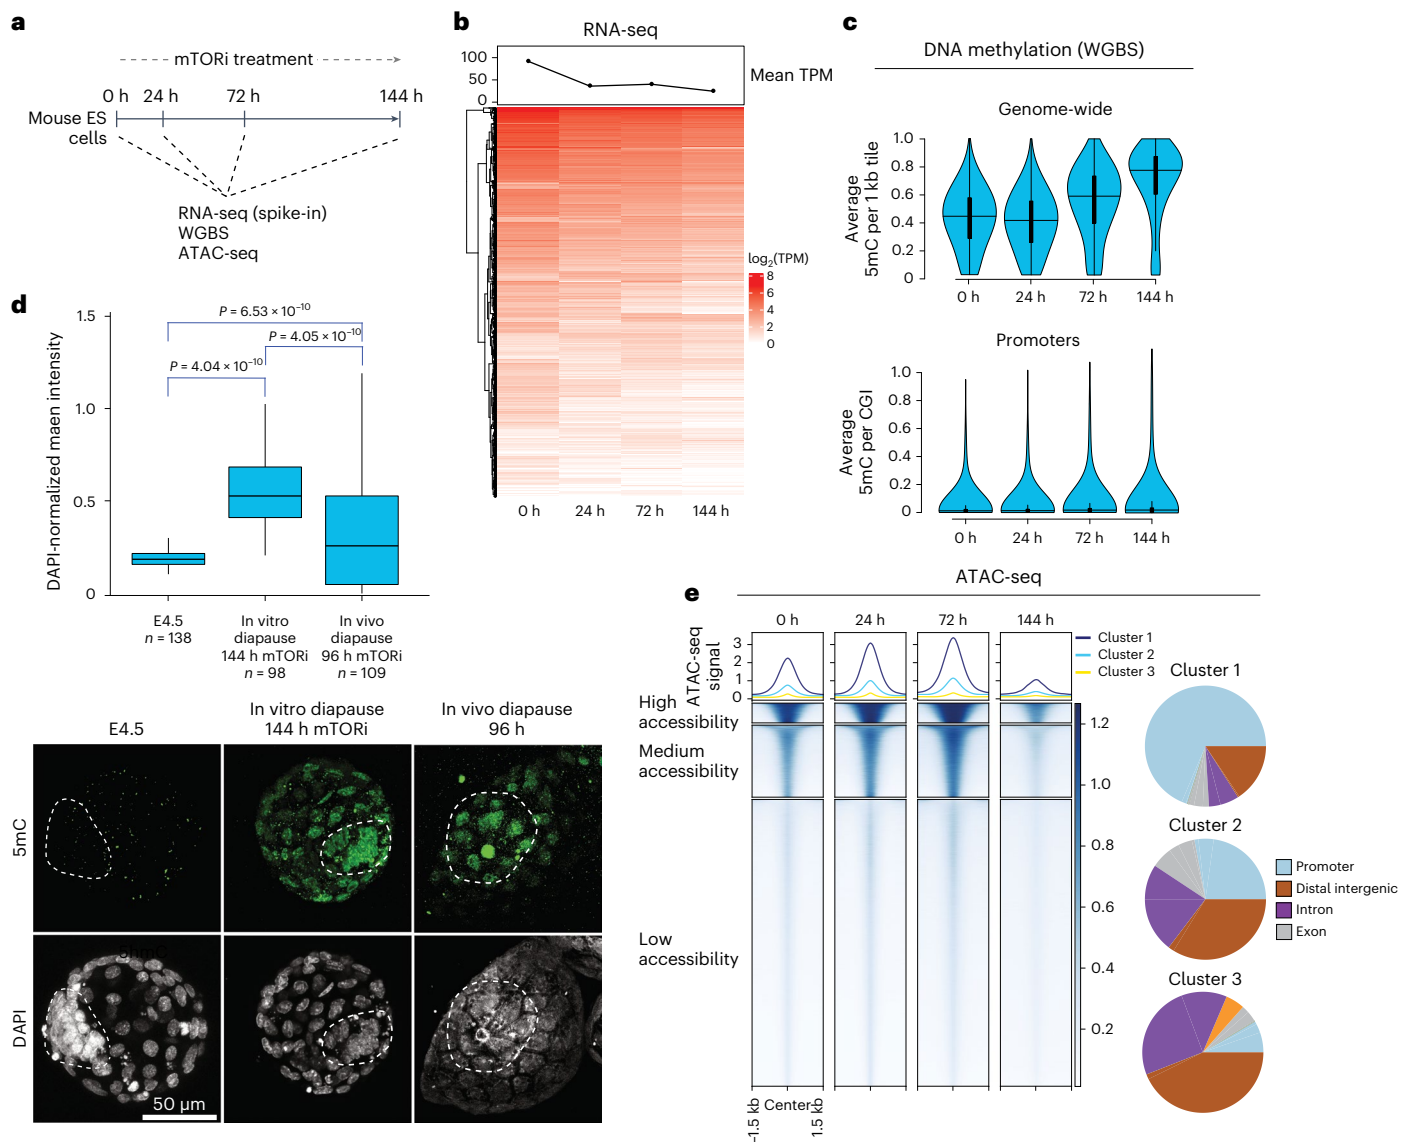 a
mTORi treatment
0 h 24 h 72 h 144 h
Mouse ES
cells
RNA-seq (spike-in)
WGBS
ATAC-seq
b
RNA-seq
100
50
0
Mean TPM
log2(TPM)
8
6
4
2
0
0 h 24 h 72 h 144 h
c
DNA methylation (WGBS)
Genome-wide
Average
5mC per 1 kb tile
1.0
0.8
0.6
0.4
0.2
0
0 h 24 h 72 h 144 h
Promoters
Average
5mC per CGI
1.0
0.8
0.6
0.4
0.2
0
0 h 24 h 72 h 144 h
d
DAPI-normalized maen intensity
1.5
1.0
0.5
0
P = 6.53 × 10−10
P = 4.05 × 10−10
P = 4.04 × 10−10
E4.5
n = 138
In vitro
diapause
144 h mTORi
n = 98
In vivo
diapause
96 h mTORi
n = 109
E4.5
In vitro diapause
144 h mTORi
In vivo diapause
96 h
5mC
5hmC
DAPI
50 µm
e
ATAC-seq
0 h 24 h 72 h 144 h
ATAC-seq
signal
3
2
1
0
Cluster 1
Cluster 2
Cluster 3
High
accessibility
Medium
accessibility
Low
accessibility
1.2
1.0
0.8
0.6
0.4
0.2
−1.5 kb
Center
1.5 kb
Cluster 1
Cluster 2
Cluster 3
Promoter
Distal intergenic
Intron
Exon